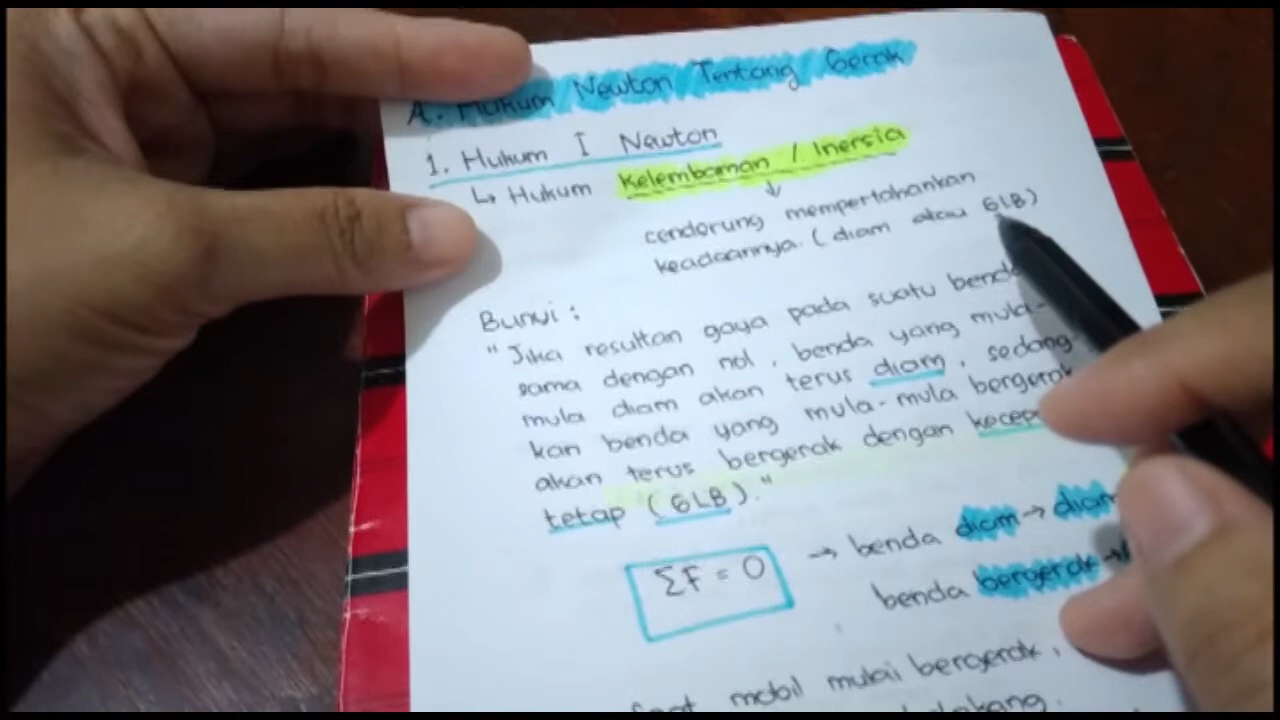 A. Hukum Newton Tentang Gerak
1. Hukum I Newton
↳ Hukum Kelembaman / Inersia
↓
cenderung mempertahankan
keadaannya. (diam atau GLB)
Bunyi :
"Jika resultan gaya pada suatu benda
sama dengan nol, benda yang mula-
mula diam akan terus diam, sedang
kan benda yang mula-mula bergerak
akan terus bergerak dengan
tetap (GLB)."
ΣF = 0 → benda diam → diam
benda bergerak →
mobil mulai bergerak,